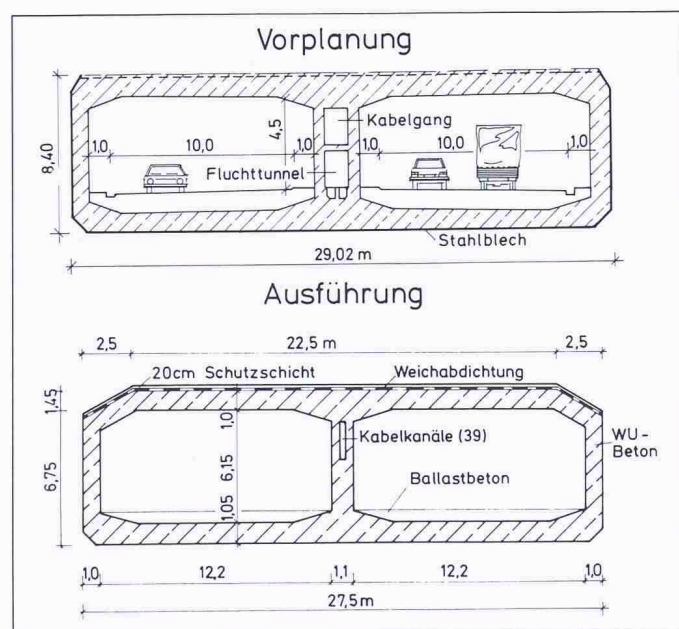 Vorplanung
Kabelgang
4,5
1,0 10,0 1,0 1,0 10,0 1,0
8,40
Fluchttunnel
Stahlblech
29,02 m
Ausführung
2,5 22,5 m 2,5
20cm Schutzschicht Weichabdichtung
1,45
1,0
Kabelkanäle (39)
WU-
Beton
6,75
6,15
Ballastbeton
1,05
1,0 12,2 1,1 12,2 1,0
27,5 m